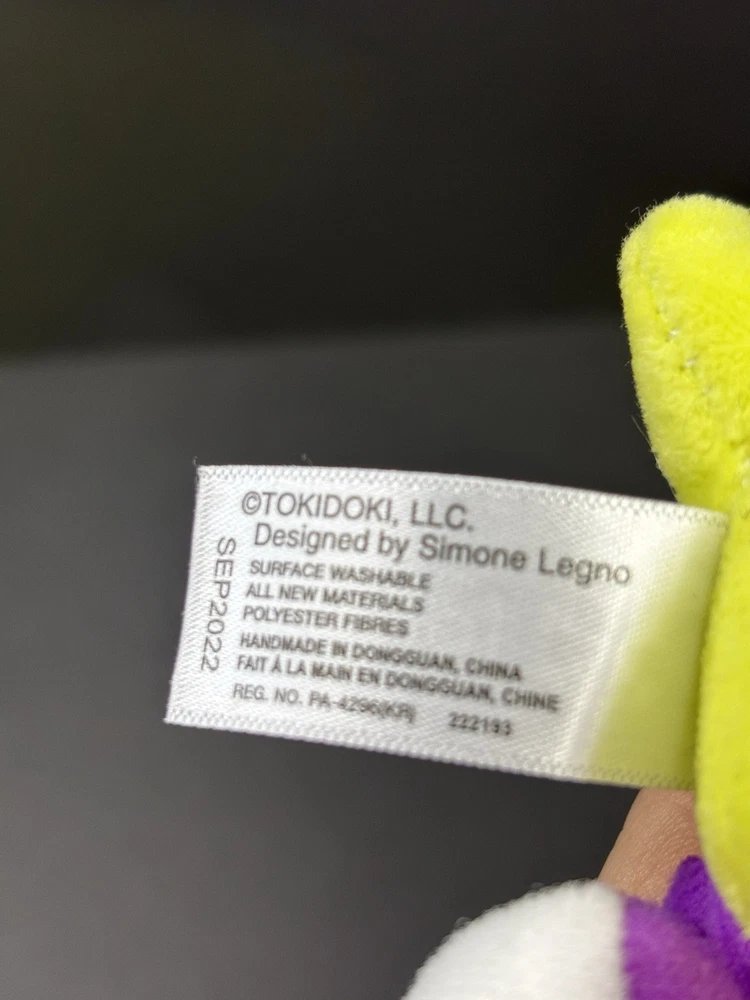 ©TOKIDOKI, LLC.
Designed by Simone Legno
SURFACE WASHABLE
ALL NEW MATERIALS
POLYESTER FIBRES
HANDMADE IN DONGGUAN, CHINA
FAIT À LA MAIN EN DONGGUAN, CHINE
REG. NO. PA-4296(KR) 222193
SEP2022